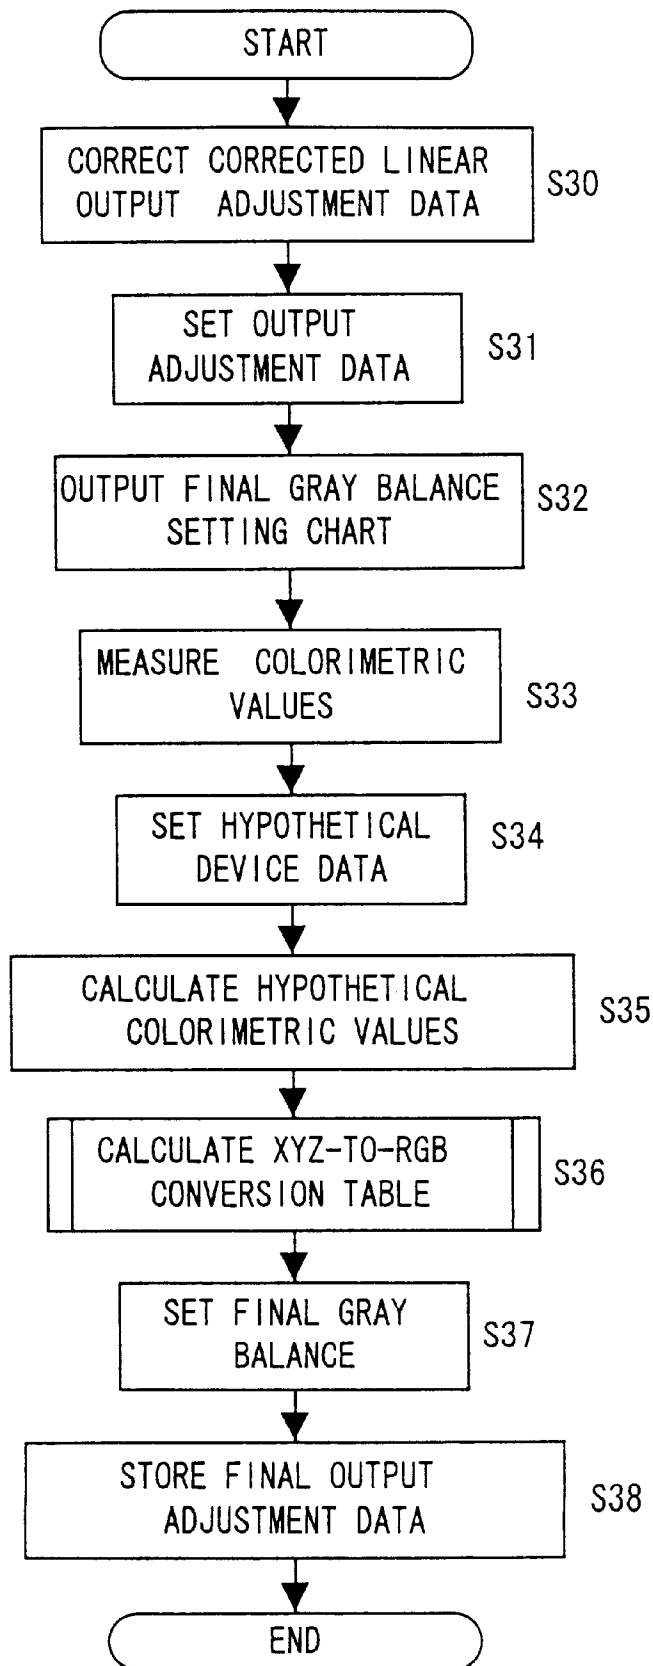 START
CORRECT CORRECTED LINEAR
OUTPUT ADJUSTMENT DATA
S30
SET OUTPUT
ADJUSTMENT DATA
S31
OUTPUT FINAL GRAY BALANCE
SETTING CHART
S32
MEASURE COLORIMETRIC
VALUES
S33
SET HYPOTHETICAL
DEVICE DATA
S34
CALCULATE HYPOTHETICAL
COLORIMETRIC VALUES
S35
CALCULATE XYZ-TO-RGB
CONVERSION TABLE
S36
SET FINAL GRAY
BALANCE
S37
STORE FINAL OUTPUT
ADJUSTMENT DATA
S38
END